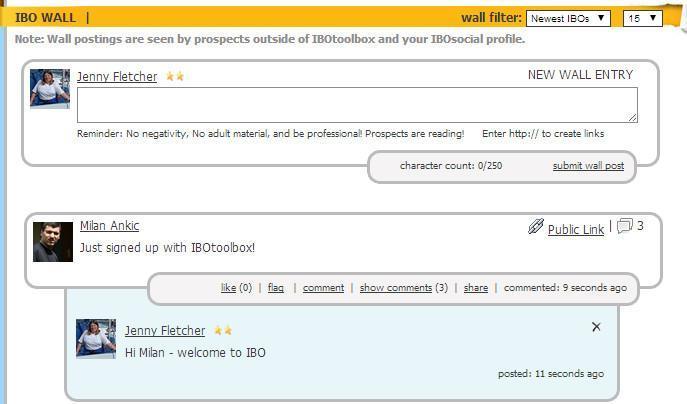 IBO WALL | wall filter: Newest IBOs 15
Note: Wall postings are seen by prospects outside of IBOtoolbox and your IBOsocial profile.
Jenny Fletcher NEW WALL ENTRY
Reminder: No negativity, No adult material, and be professional! Prospects are reading! Enter http:// to create links
character count: 0/250 submit wall post
Milan Ankic Public Link | 3
Just signed up with IBOtoolbox!
like (0) | flag | comment | show comments (3) | share | commented: 9 seconds ago
Jenny Fletcher X
Hi Milan - welcome to IBO
posted: 11 seconds ago